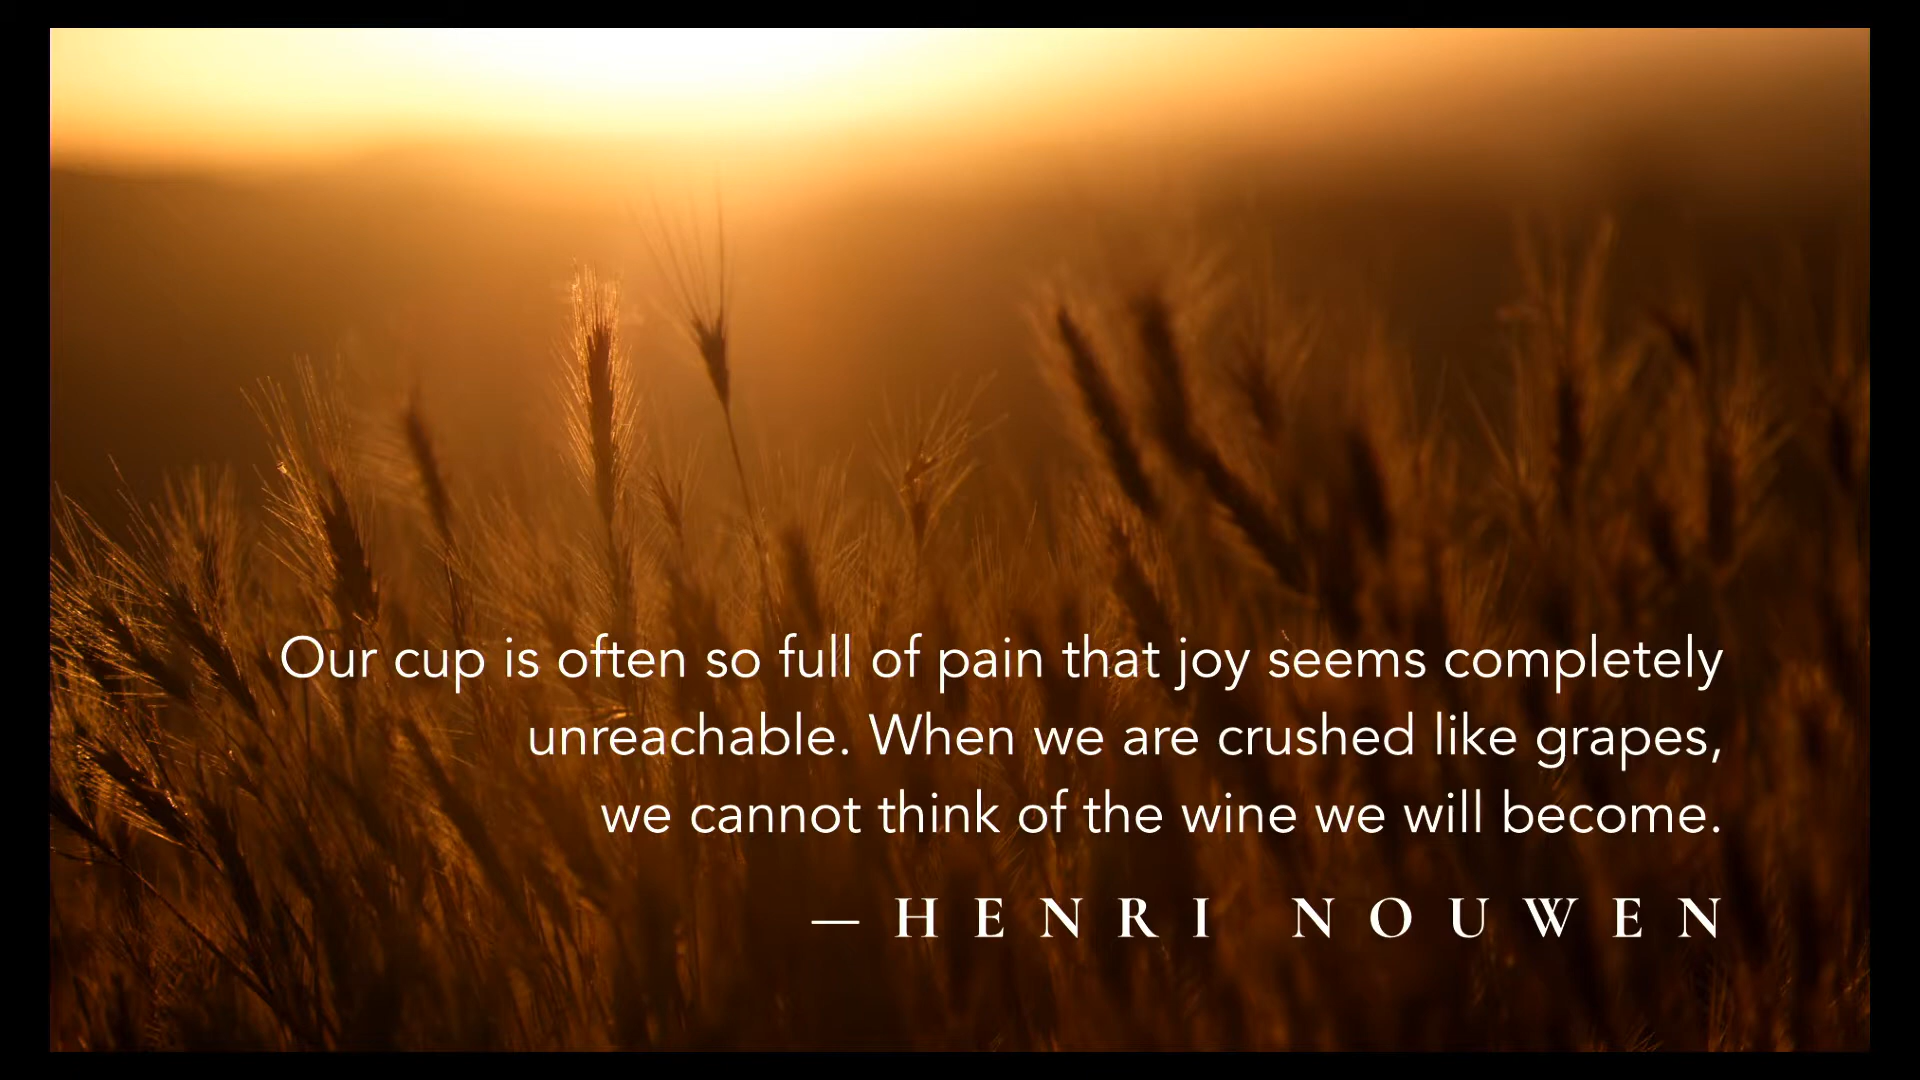 Our cup is often so full of pain that joy seems completely
unreachable. When we are crushed like grapes,
we cannot think of the wine we will become.
— HENRI NOUWEN